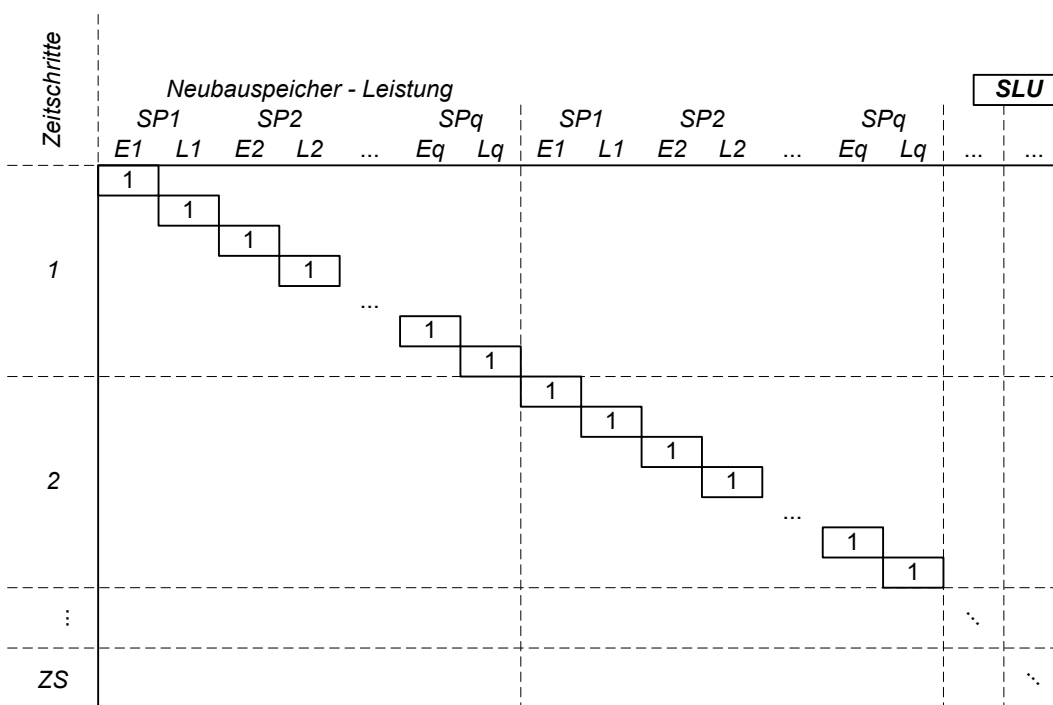 Zeitschritte
Neubauspeicher - Leistung
SLU
SP1 SP2 SPq SP1 SP2 SPq
E1 L1 E2 L2 ... Eq Lq E1 L1 E2 L2 ... Eq Lq ... ...
1
1
1
1
1
...
1
1
1
1
1
2
1
...
1
1
⋮ ⋱
ZS ⋱